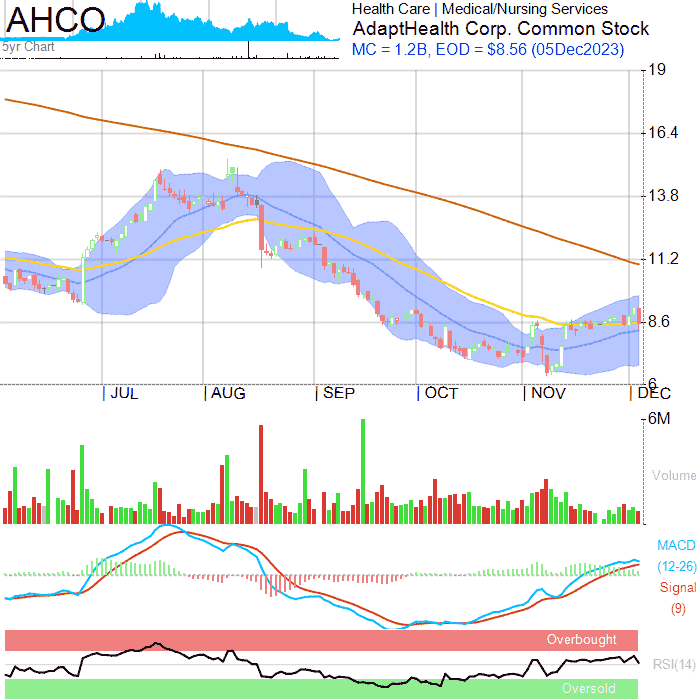 AHCO
5yr Chart
Health Care | Medical/Nursing Services
AdaptHealth Corp. Common Stock
MC = 1.2B, EOD = $8.56 (05Dec2023)
19
16.4
13.8
11.2
8.6
6
JUL AUG SEP OCT NOV DEC
6M
Volume
MACD
(12-26)
Signal
(9)
Overbought
RSI(14)
Oversold